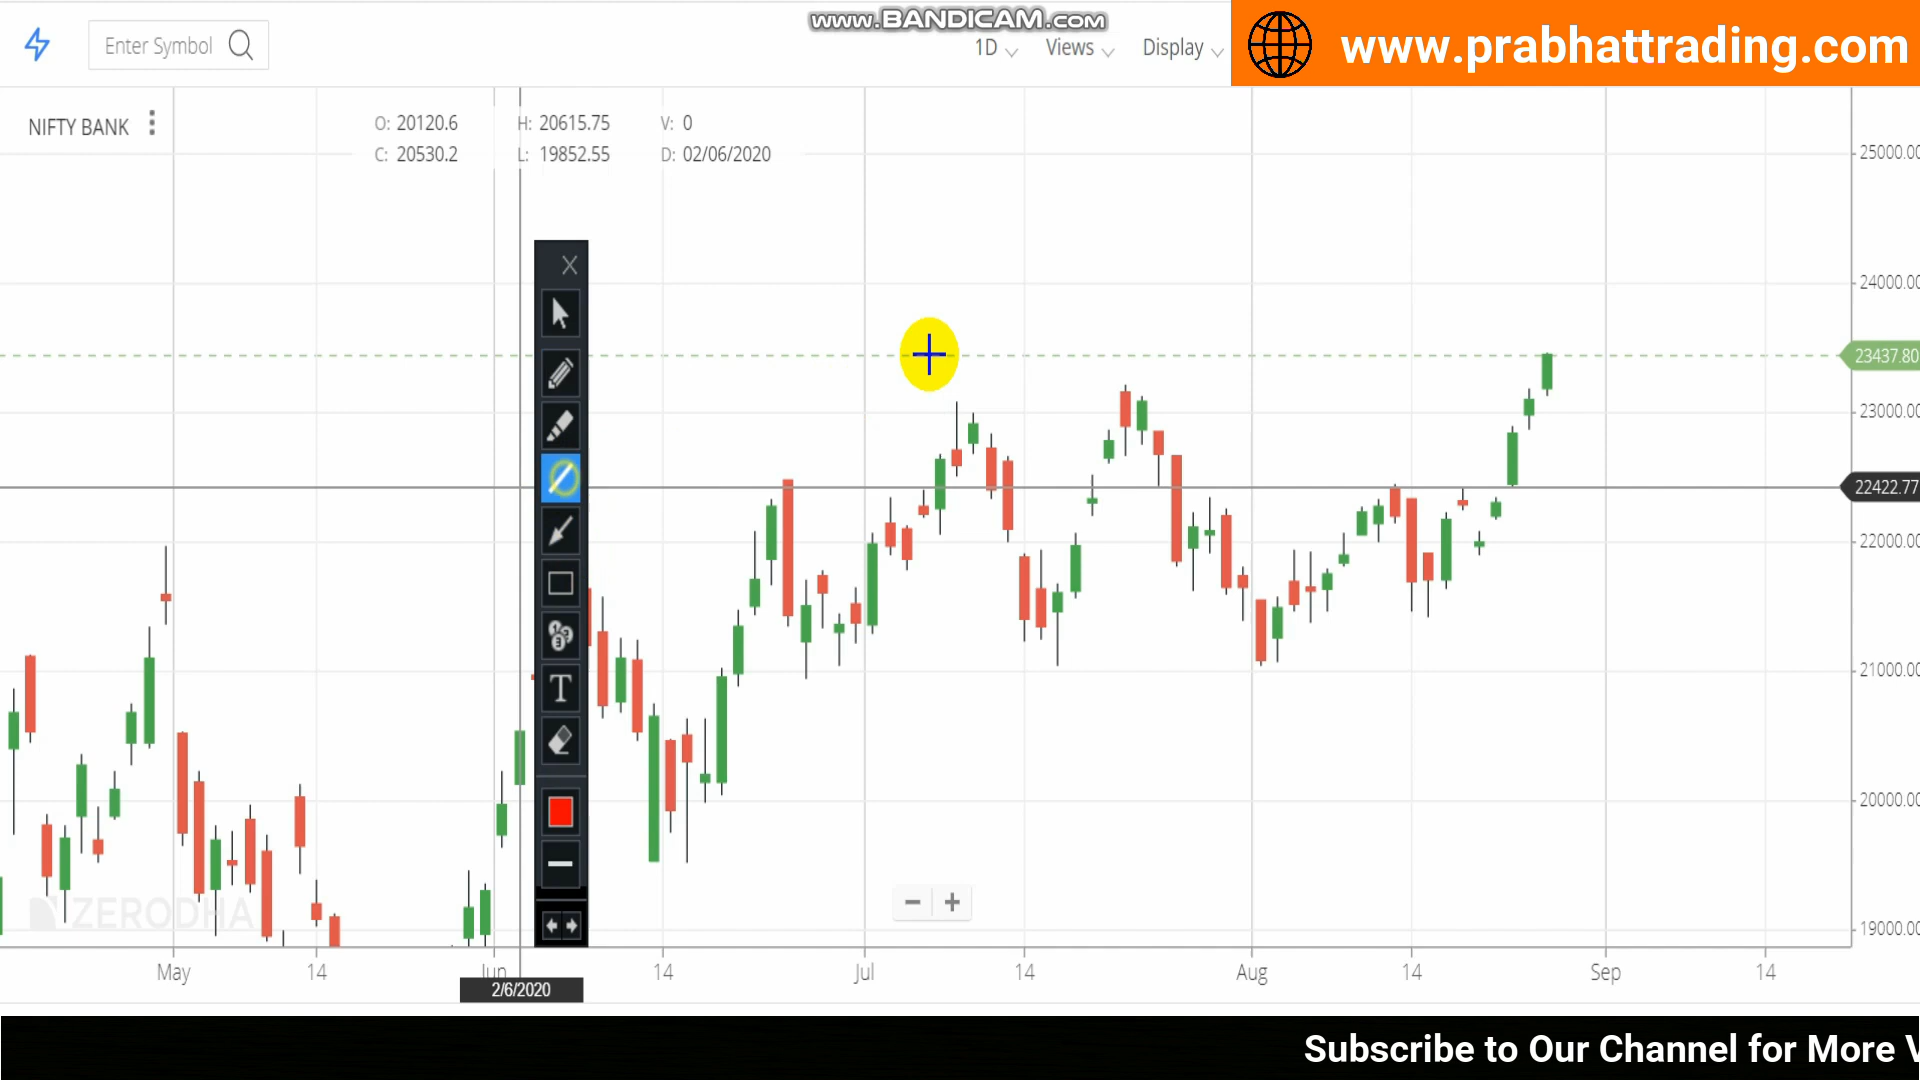 www.BANDICAM.com
Enter Symbol
1D
Views
Display
www.prabhattrading.com
NIFTY BANK
O: 20120.6
H: 20615.75
V: 0
C: 20530.2
L: 19852.55
D: 02/06/2020
25000.00
24000.00
23437.80
23000.00
22422.77
22000.00
21000.00
20000.00
19000.00
T
ZERODHA
May
14
Jun
14
Jul
14
Aug
14
Sep
14
2/6/2020
Subscribe to Our Channel for More